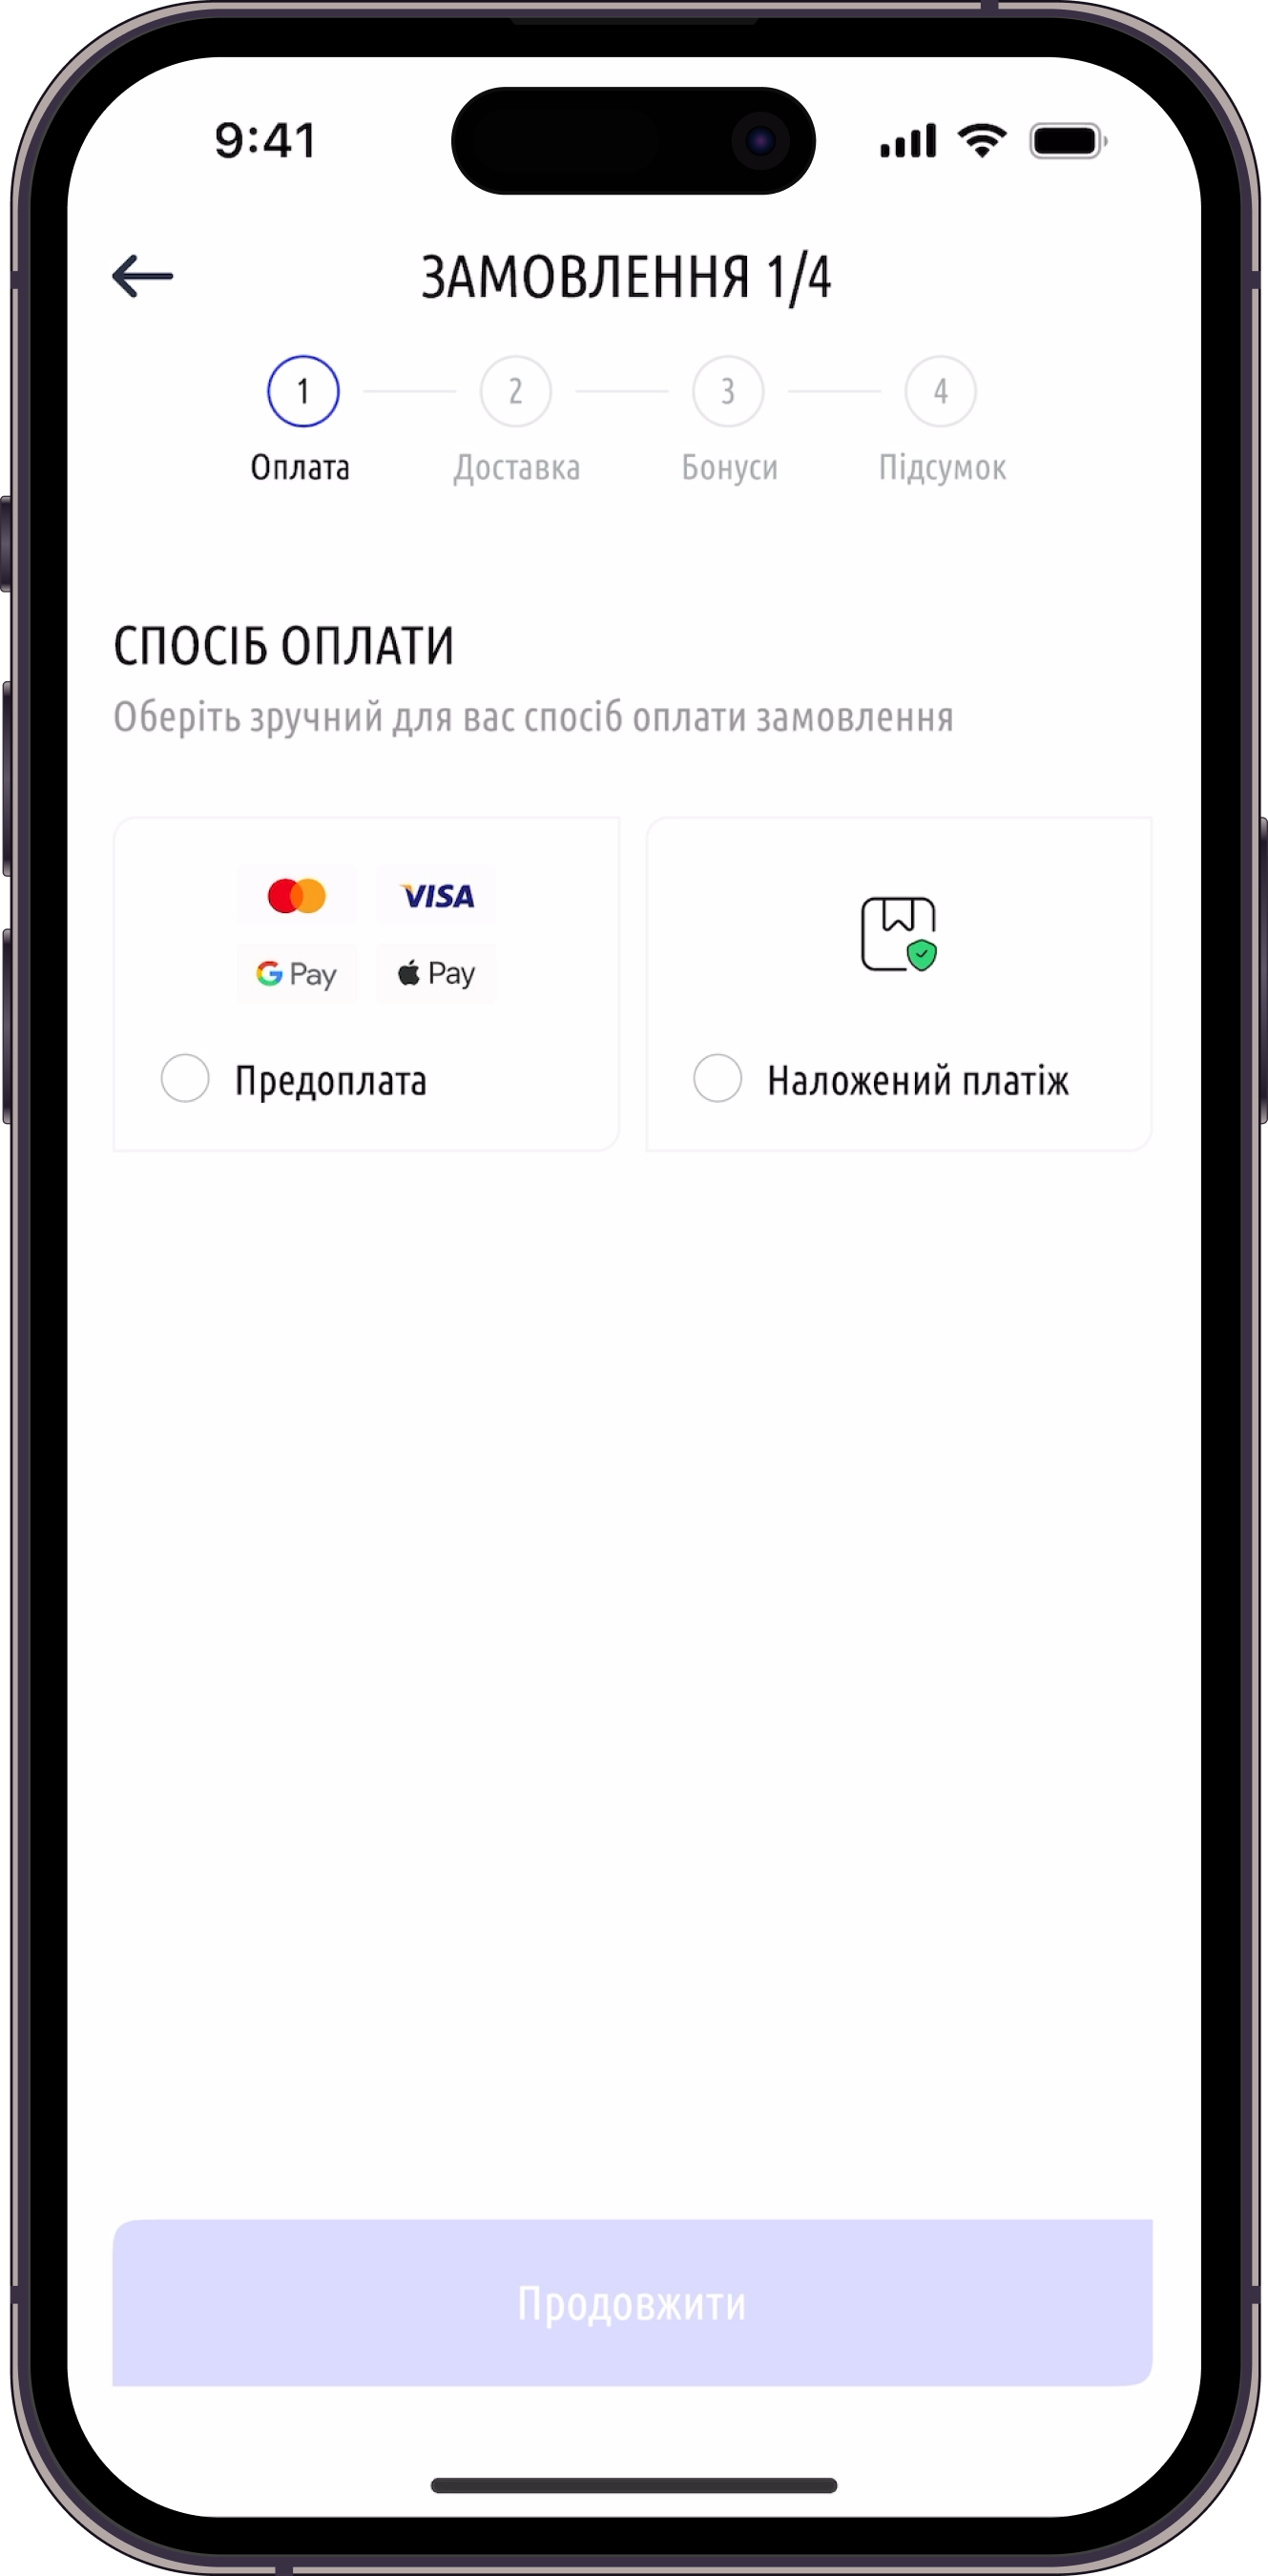 9:41
ЗАМОВЛЕННЯ 1/4
1 2 3 4
Оплата Доставка Бонуси Підсумок
СПОСІБ ОПЛАТИ
Оберіть зручний для вас спосіб оплати замовлення
VISA
G Pay Pay
Предоплата Наложений платіж
Продовжити